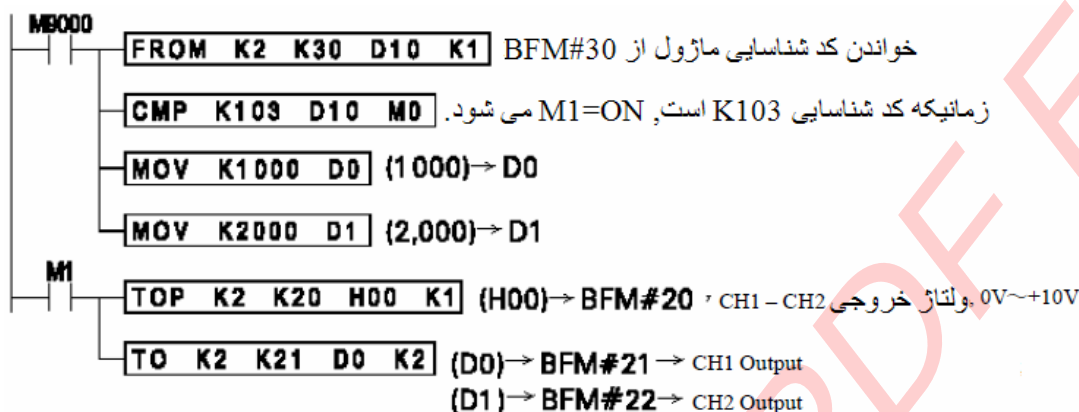 M8000
FROM K2 K30 D10 K1 خواندن کد شناسایی ماژول از BFM#30
CMP K103 D10 M0 زمانیکه کد شناسایی K103 است, M1=ON می شود.
MOV K1000 D0 (1000)→ D0
MOV K2000 D1 (2,000)→ D1
M1
TOP K2 K20 H00 K1 (H00)→ BFM#20 , CH1 – CH2 ولتاژ خروجی, 0V~+10V
TO K2 K21 D0 K2 (D0)→ BFM#21 → CH1 Output
(D1)→ BFM#22→ CH2 Output
PDF